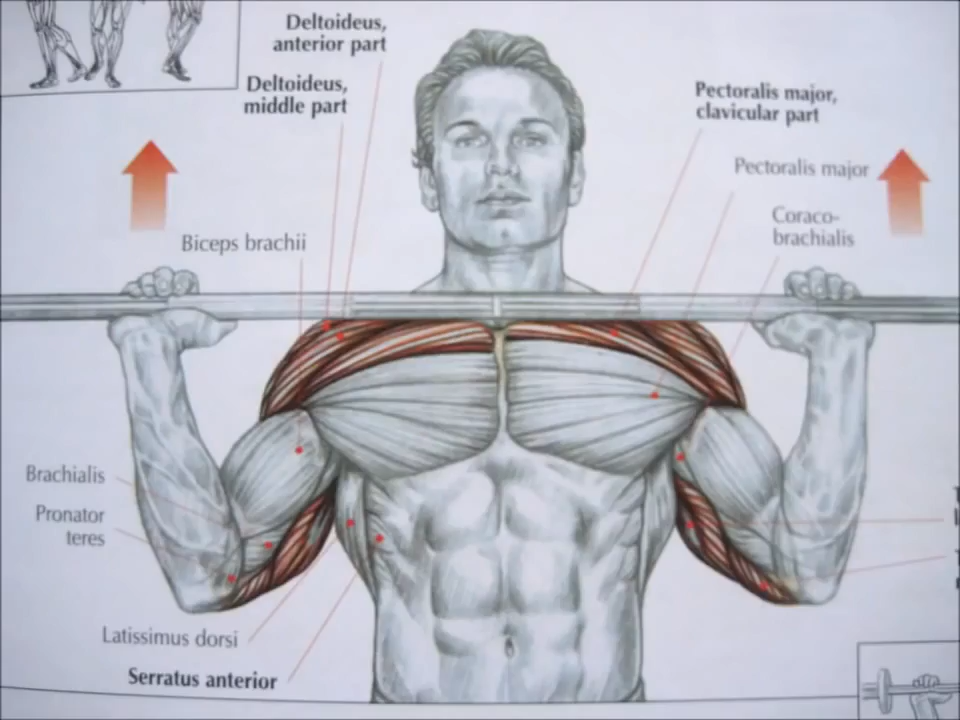 Deltoideus,
anterior part
Deltoideus,
middle part
Pectoralis major,
clavicular part
Pectoralis major
Coraco-
brachialis
Biceps brachii
Brachialis
Pronator
teres
Latissimus dorsi
Serratus anterior